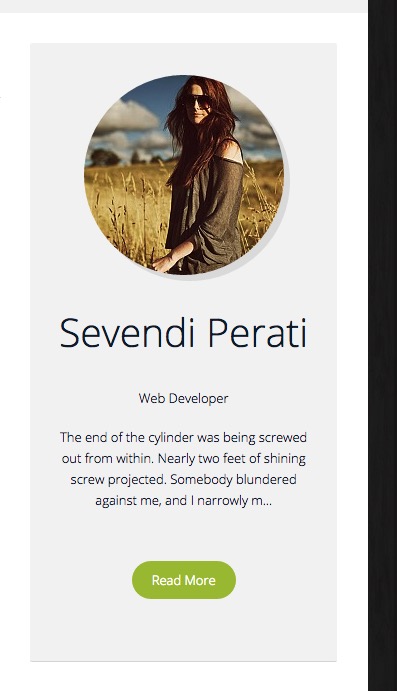 Sevendi Perati
Web Developer
The end of the cylinder was being screwed
out from within. Nearly two feet of shining
screw projected. Somebody blundered
against me, and I narrowly m...
Read More